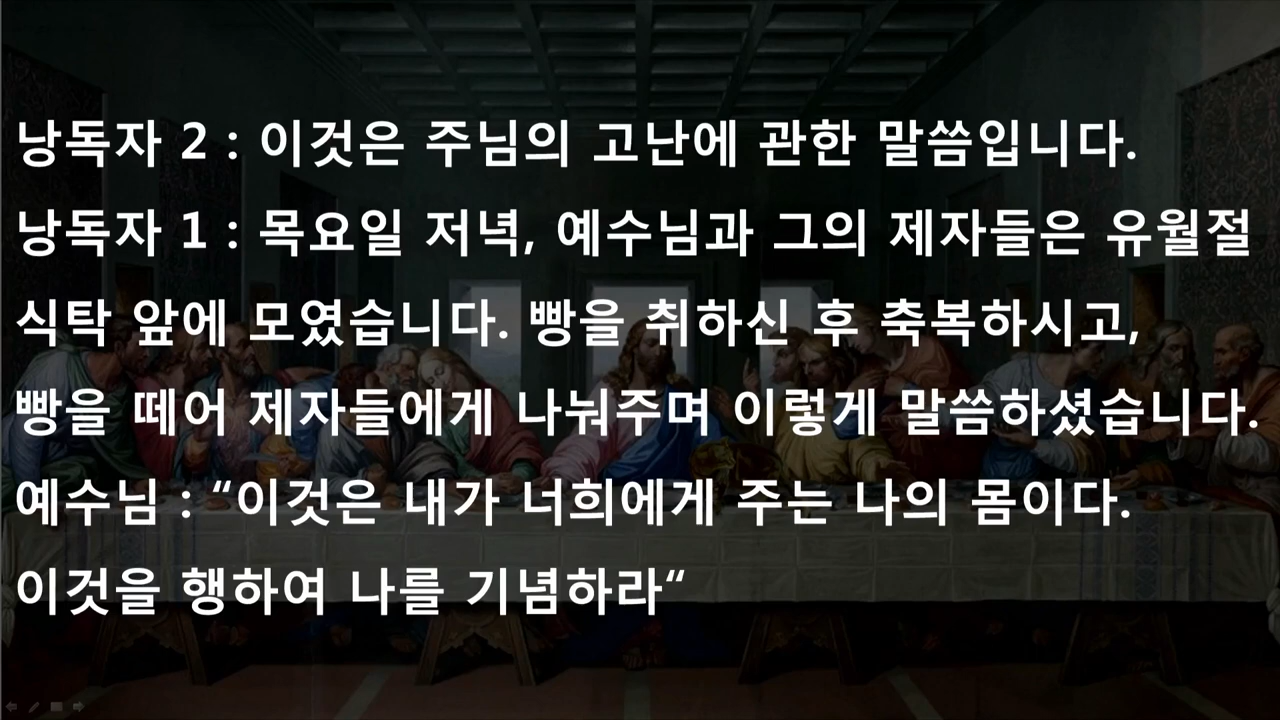 낭독자 2 : 이것은 주님의 고난에 관한 말씀입니다.
낭독자 1 : 목요일 저녁, 예수님과 그의 제자들은 유월절
식탁 앞에 모였습니다. 빵을 취하신 후 축복하시고,
빵을 떼어 제자들에게 나눠주며 이렇게 말씀하셨습니다.
예수님 : “이것은 내가 너희에게 주는 나의 몸이다.
이것을 행하여 나를 기념하라“